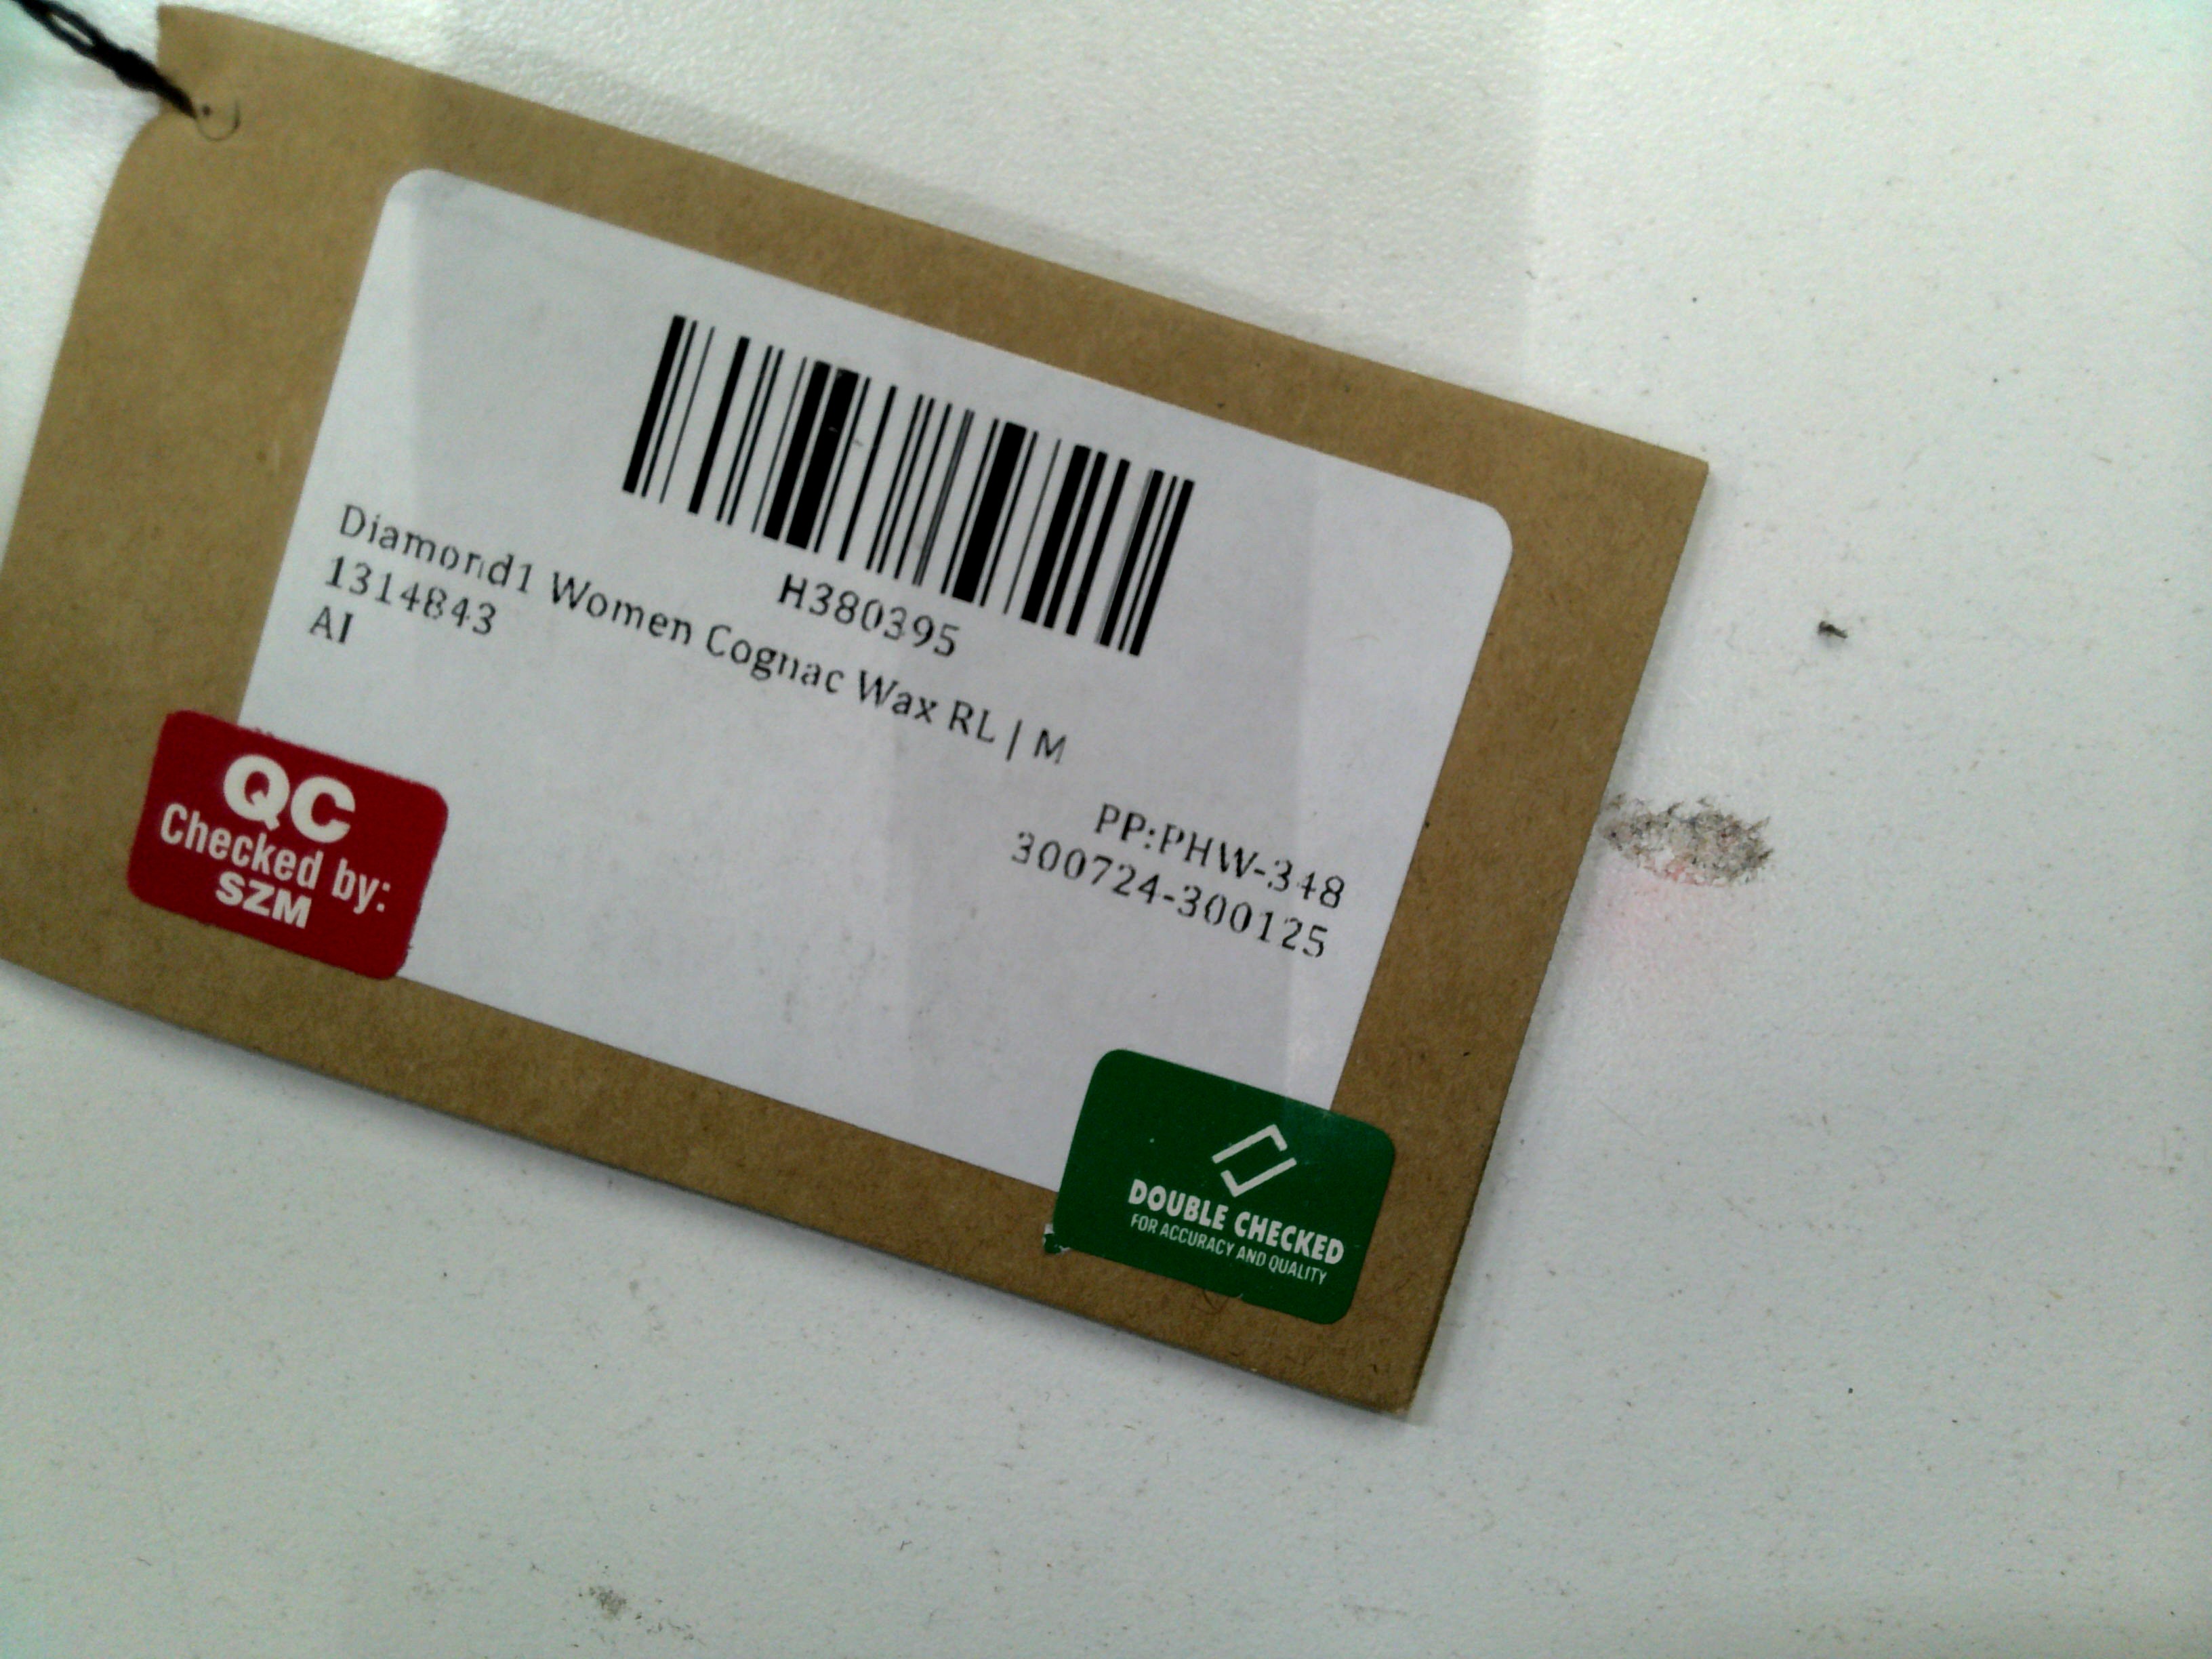 H380395
Diamond1 Women Cognac Wax RL | M
1314843
AI
PP:PHW-348
300724-300125
QC
Checked by:
SZM
DOUBLE CHECKED
FOR ACCURACY AND QUALITY